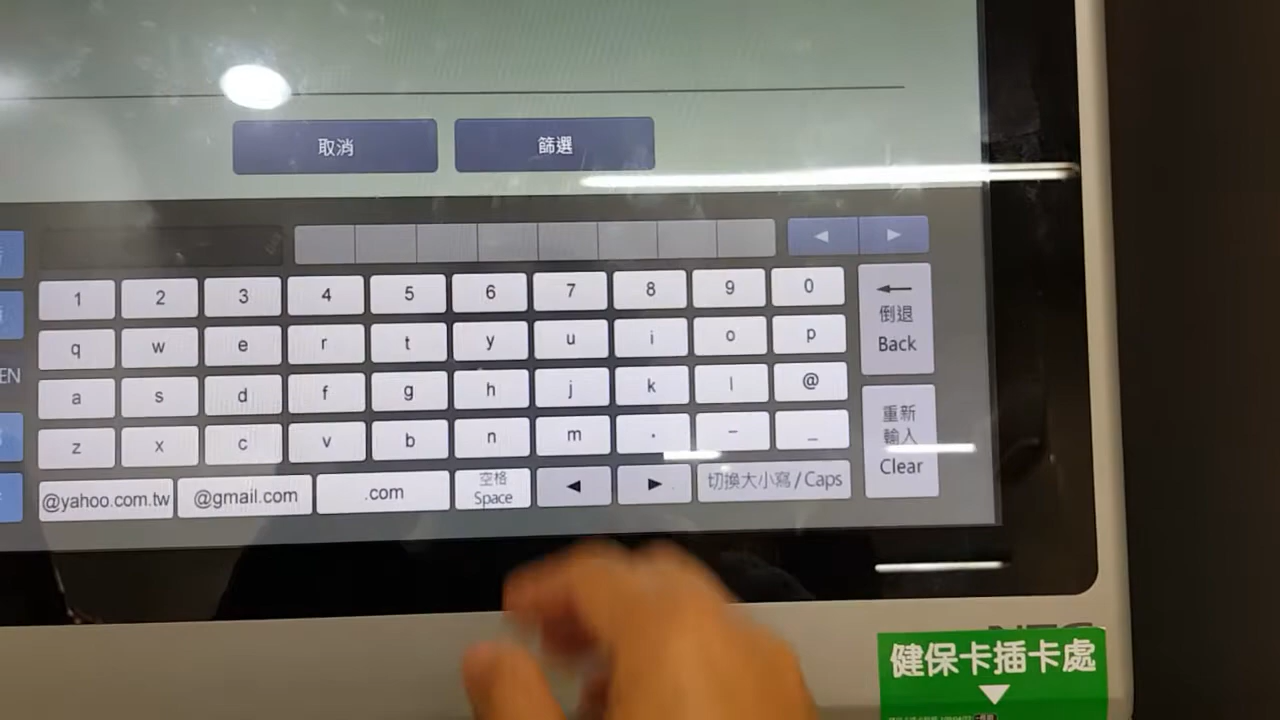 取消
篩選
◀
▶
1
2
3
4
5
6
7
8
9
0
倒退
Back
q
w
e
r
t
y
u
i
o
p
EN
a
s
d
f
g
h
j
k
l
@
重新
輸入
Clear
z
x
c
v
b
n
m
.
-
_
@yahoo.com.tw
@gmail.com
.com
空格
Space
◀
▶
切換大小寫 / Caps
NEC
健保卡插卡處